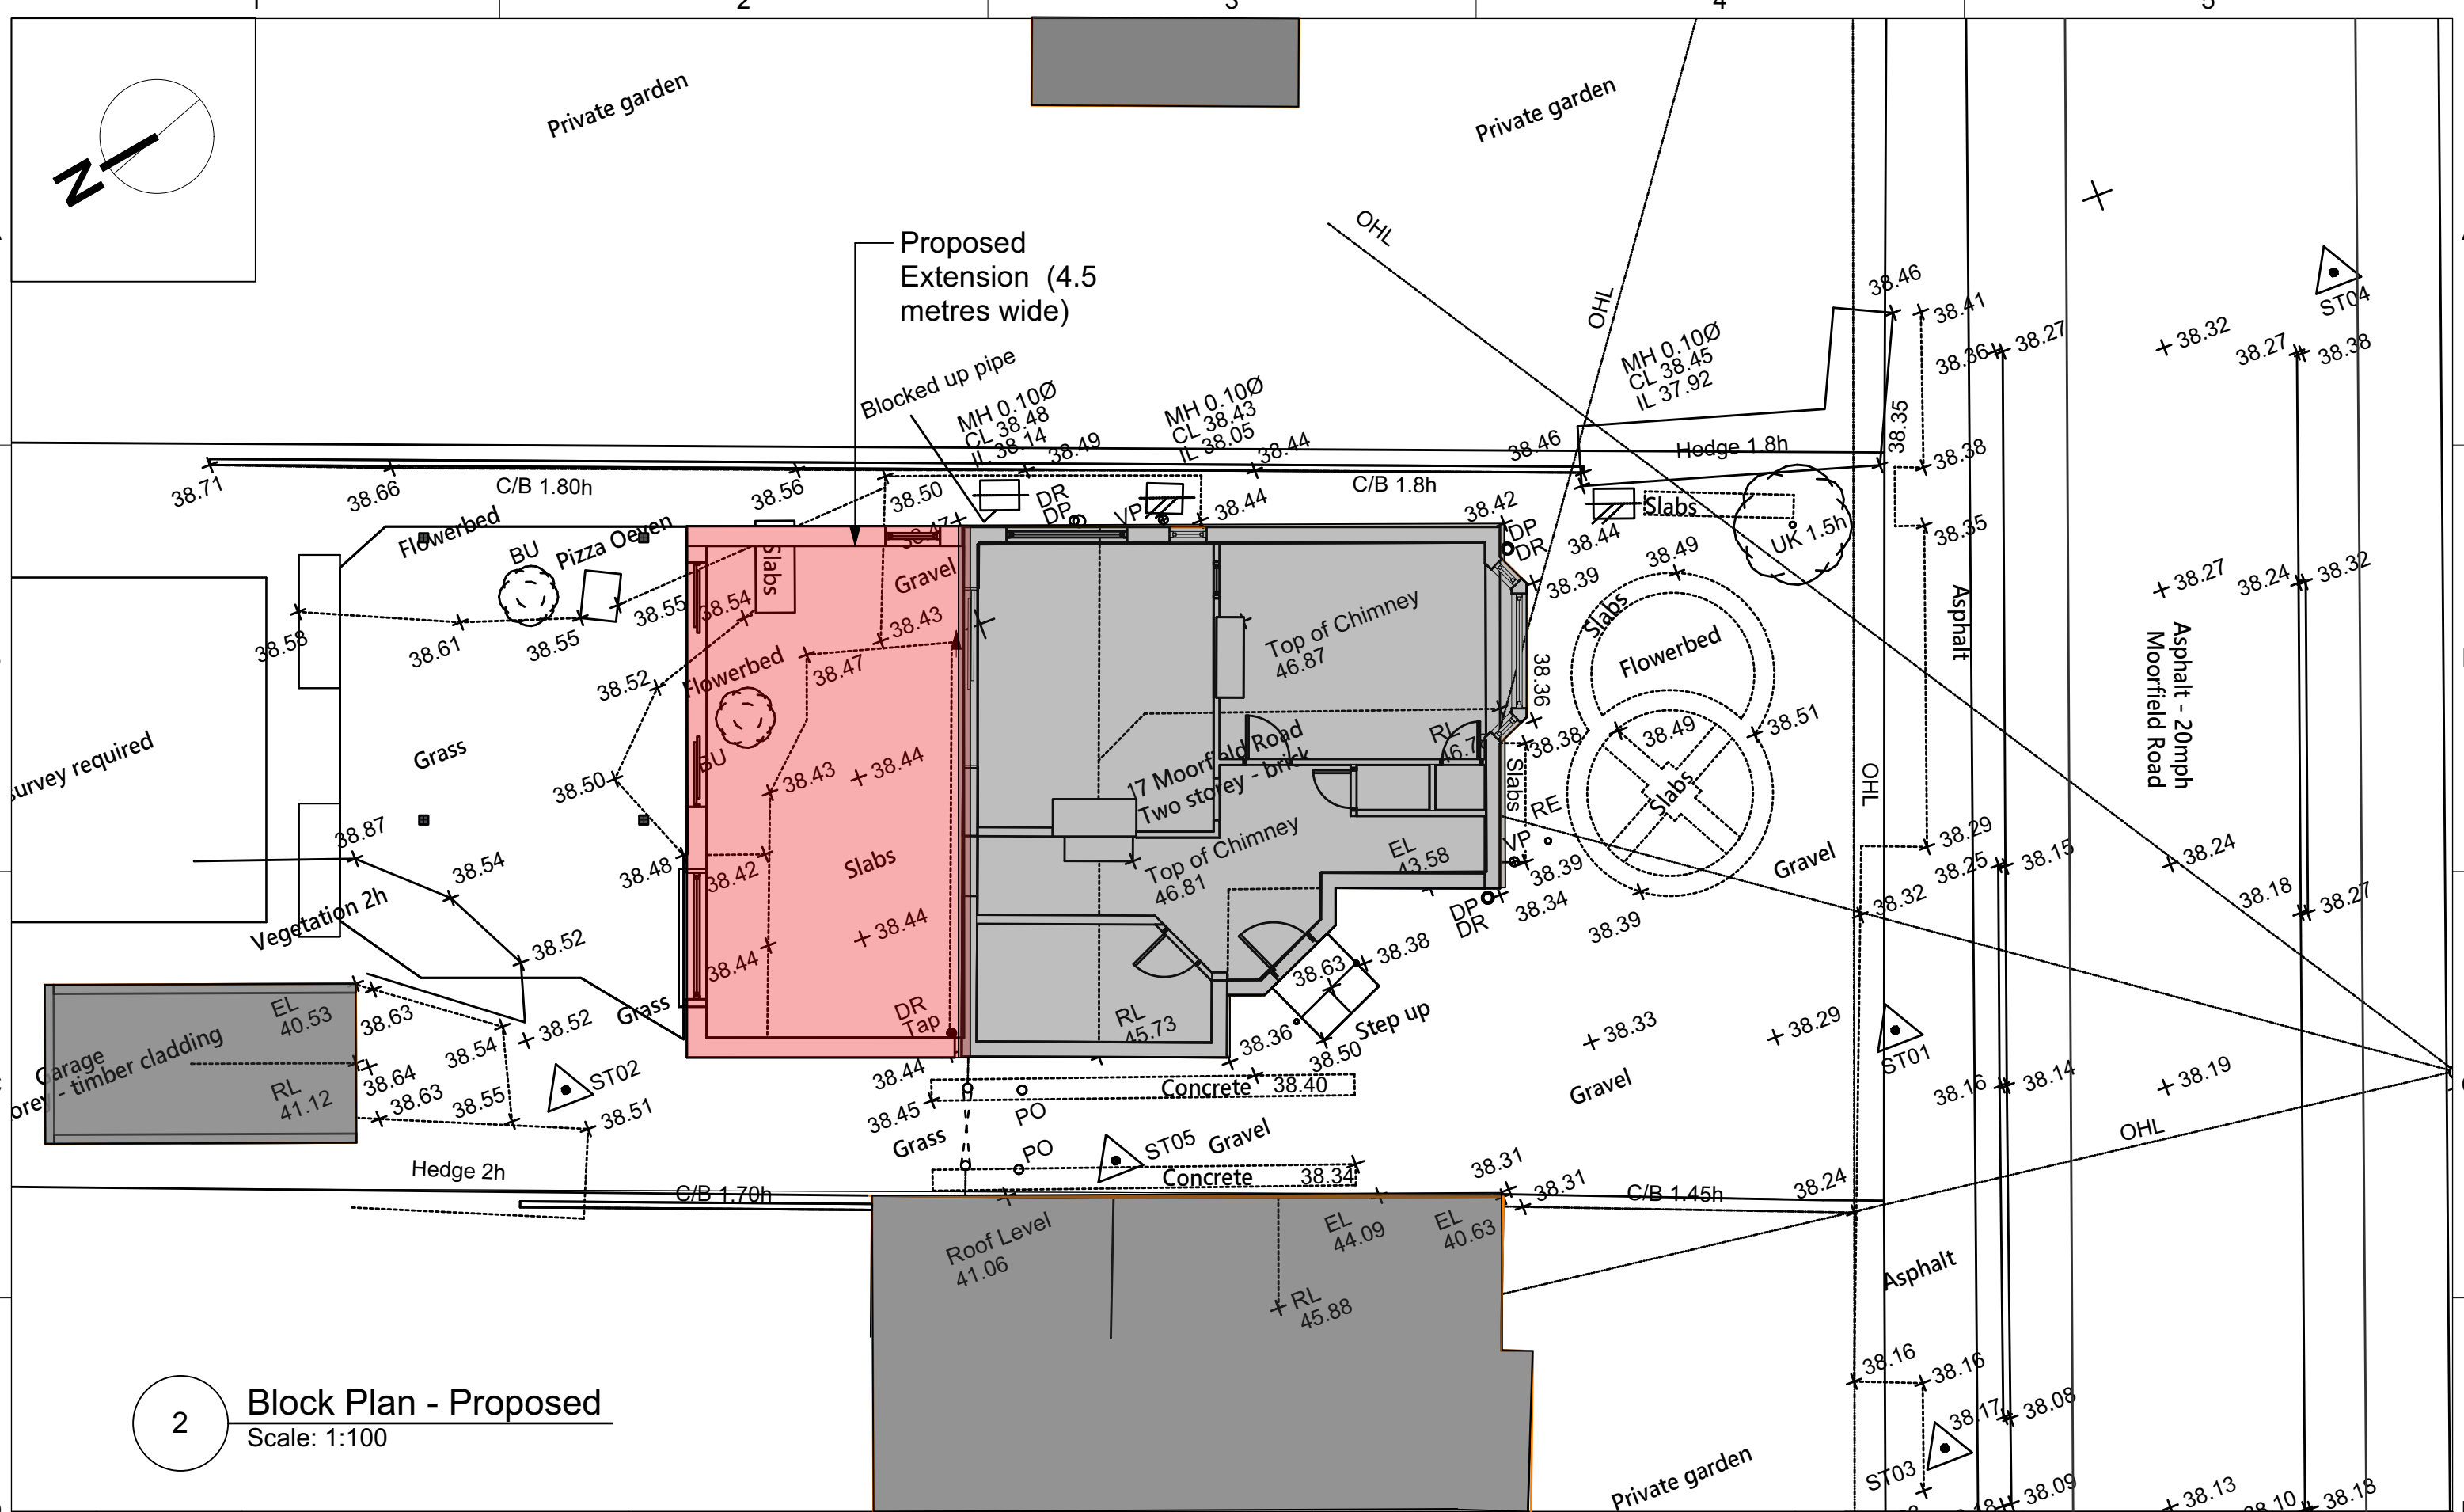 1
2
3
4
5
N
Private garden
Private garden
Proposed
Extension (4.5
metres wide)
Blocked up pipe
OHL
OHL
MH 0.10Ø
CL 38.48
IL 38.14
38.49
MH 0.10Ø
CL 38.43
IL 38.05
38.44
MH 0.10Ø
CL 38.45
IL 37.92
38.46
38.46
38.41
38.36
38.27
38.32
38.27
38.38
ST04
Hedge 1.8h
38.35
38.38
38.71
38.66
C/B 1.80h
38.56
38.50
DR
DP
VP
38.44
C/B 1.8h
38.42
DP
DR
38.44
Slabs
UK 1.5h
38.35
Flowerbed
BU
Pizza Oeven
Slabs
Gravel
38.47
38.55
38.54
38.43
38.58
38.61
38.55
38.52
Flowerbed
38.47
BU
Top of Chimney
46.87
38.39
38.49
Slabs
Flowerbed
38.36
Asphalt
38.27
38.24
38.32
Asphalt - 20mph
Moorfield Road
survey required
Grass
38.50
38.43
38.44
17 Moorfield Road
Two storey - brick
RL
38.38
38.49
38.51
Slabs
Slabs
OHL
RE
VP
38.87
38.54
38.48
38.42
Slabs
Top of Chimney
46.81
EL
43.58
38.39
38.34
DP
DR
38.39
Gravel
38.29
38.25
38.15
38.24
38.32
38.18
38.27
Vegetation 2h
38.52
38.44
38.44
38.38
38.63
Step up
EL
40.53
38.63
Garage
- timber cladding
RL
41.12
38.64
38.63
38.54
38.55
38.52
Grass
ST02
38.51
DR
Tap
RL
45.73
38.44
38.36
38.50
38.33
38.29
ST01
Gravel
38.16
38.14
38.19
Concrete
38.40
38.45
PO
PO
Grass
ST05
Gravel
Concrete
38.34
38.31
38.31
C/B 1.45h
38.24
OHL
Hedge 2h
C/B 1.70h
Roof Level
41.06
EL
44.09
EL
40.63
RL
45.88
Asphalt
38.16
38.16
38.17
38.08
ST03
Private garden
38.09
38.13
38.10
38.18
2
Block Plan - Proposed
Scale: 1:100